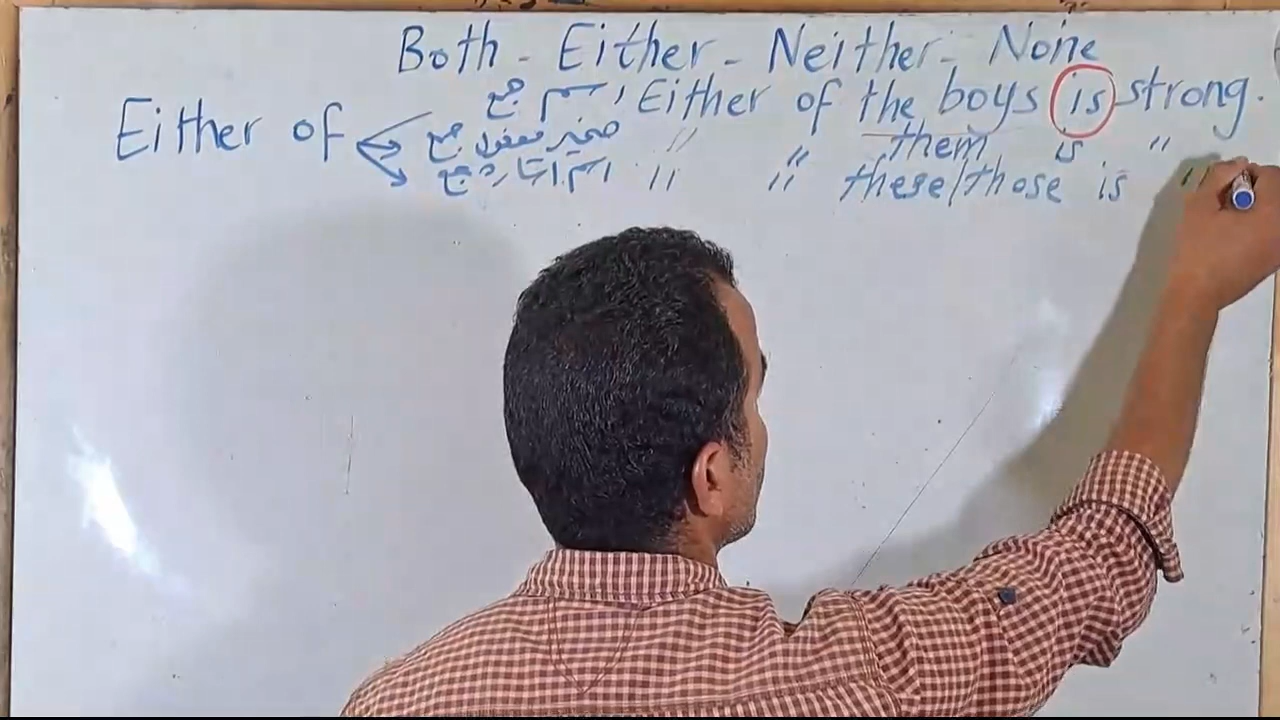 Both - Either - Neither - None
Either of اسم جمع Either of the boys is strong.
ضمير مفعول جمع " " them is "
اسم اشارة جمع " " these/those is "